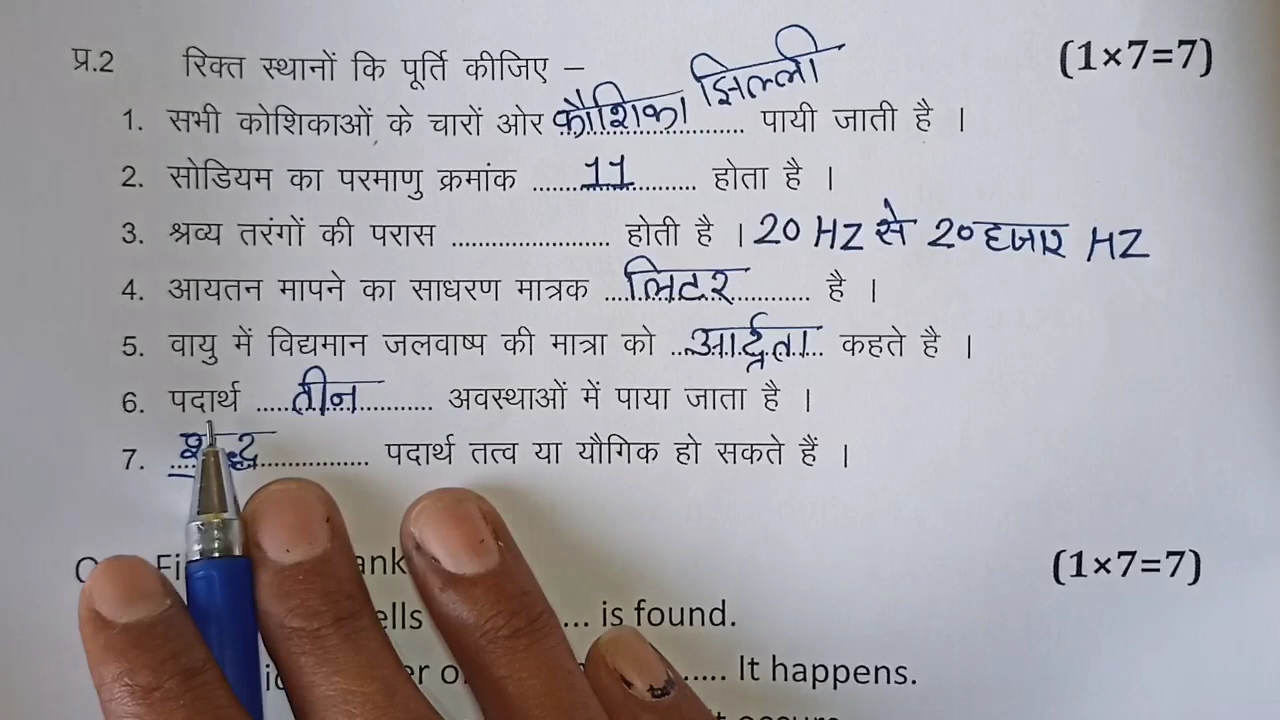 प्र.2 रिक्त स्थानों कि पूर्ति कीजिए – (1×7=7)
1. सभी कोशिकाओं के चारों ओर कौशिका झिल्ली पायी जाती है ।
2. सोडियम का परमाणु क्रमांक ......11...... होता है ।
3. श्रव्य तरंगों की परास ..................... होती है । 20 HZ से 20 हजार HZ
4. आयतन मापने का साधरण मात्रक ...लिटर......... है ।
5. वायु में विद्यमान जलवाष्प की मात्रा को ...आर्द्रता... कहते है ।
6. पदार्थ .....तीन.......... अवस्थाओं में पाया जाता है ।
7. ...शुद्ध............... पदार्थ तत्व या यौगिक हो सकते हैं ।
(1×7=7)
... is found.
..... It happens.